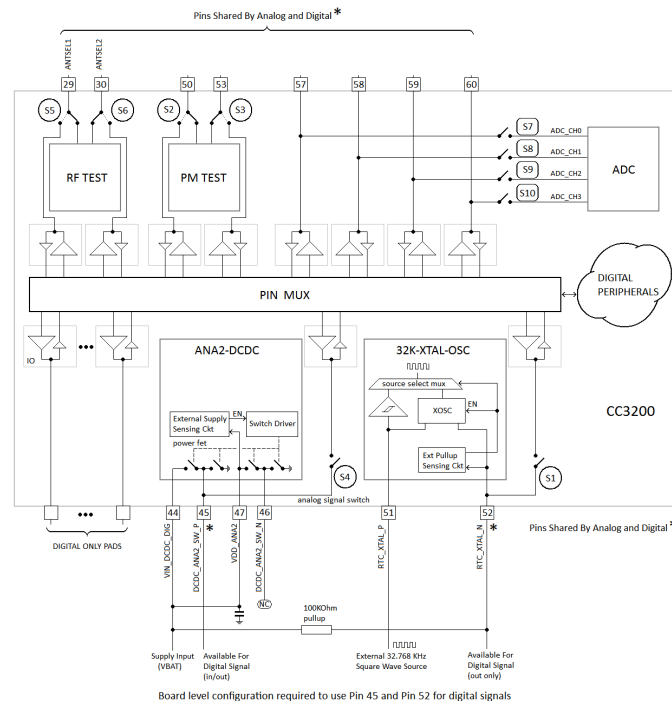 Pins Shared By Analog and Digital *
ANTSEL1
ANTSEL2
29
30
50
53
57
58
59
60
S5
S6
S2
S3
S7
ADC_CH0
S8
ADC_CH1
S9
ADC_CH2
S10
ADC_CH3
RF TEST
PM TEST
ADC
PIN MUX
DIGITAL
PERIPHERALS
IO
ANA2-DCDC
32K-XTAL-OSC
source select mux
External Supply
Sensing Ckt
EN
Switch Driver
XOSC
EN
CC3200
power fet
Ext Pullup
Sensing Ckt
S4
S1
analog signal switch
44
45
47
46
51
52
*
*
Pins Shared By Analog and Digital *
DIGITAL ONLY PADS
VIN_DCDC_DIG
DCDC_ANA2_SW_P
VDD_ANA2
DCDC_ANA2_SW_N
RTC_XTAL_P
RTC_XTAL_N
NC
100KOhm
pullup
Supply Input
(VBAT)
Available For
Digital Signal
(in/out)
External 32.768 KHz
Square Wave Source
Available For
Digital Signal
(out only)
Board level configuration required to use Pin 45 and Pin 52 for digital signals